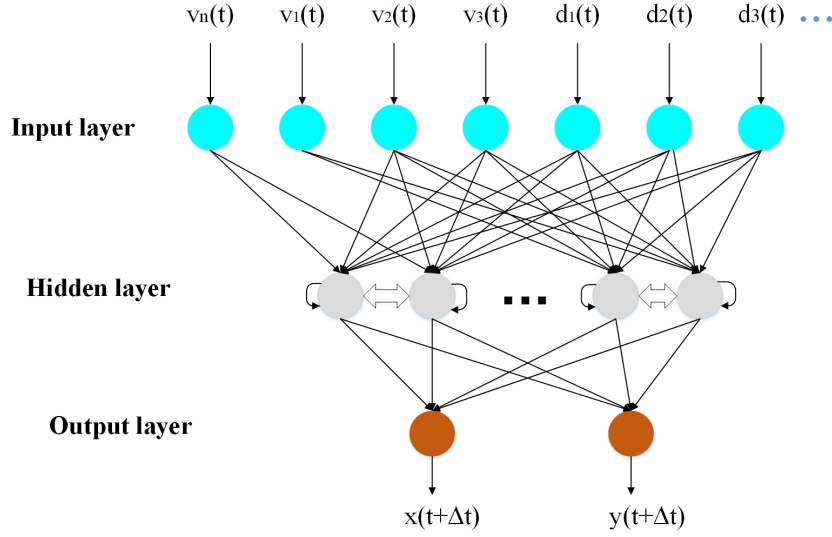 vn(t) v1(t) v2(t) v3(t) d1(t) d2(t) d3(t) ...
Input layer
Hidden layer ...
Output layer
x(t+Δt) y(t+Δt)